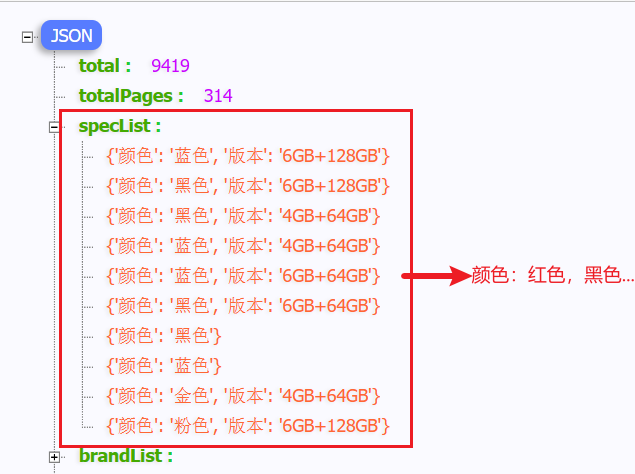 JSON
total : 9419
totalPages : 314
specList :
{'颜色': '蓝色', '版本': '6GB+128GB'}
{'颜色': '黑色', '版本': '6GB+128GB'}
{'颜色': '黑色', '版本': '4GB+64GB'}
{'颜色': '蓝色', '版本': '4GB+64GB'}
{'颜色': '蓝色', '版本': '6GB+64GB'}
颜色：红色，黑色...
{'颜色': '黑色', '版本': '6GB+64GB'}
{'颜色': '黑色'}
{'颜色': '蓝色'}
{'颜色': '金色', '版本': '4GB+64GB'}
{'颜色': '粉色', '版本': '6GB+128GB'}
brandList :